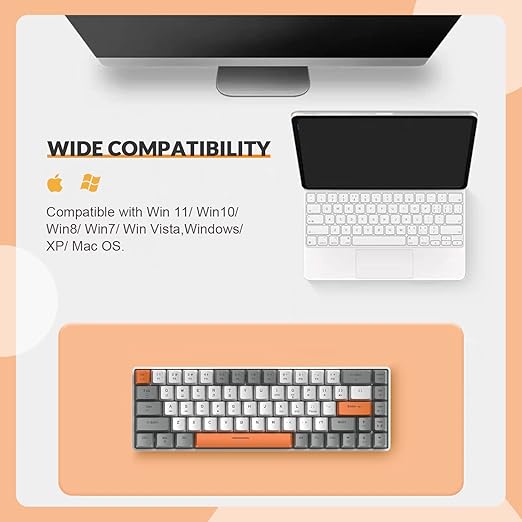 WIDE COMPATIBILITY
Compatible with Win 11/ Win10/
Win8/ Win7/ Win Vista,Windows/
XP/ Mac OS.